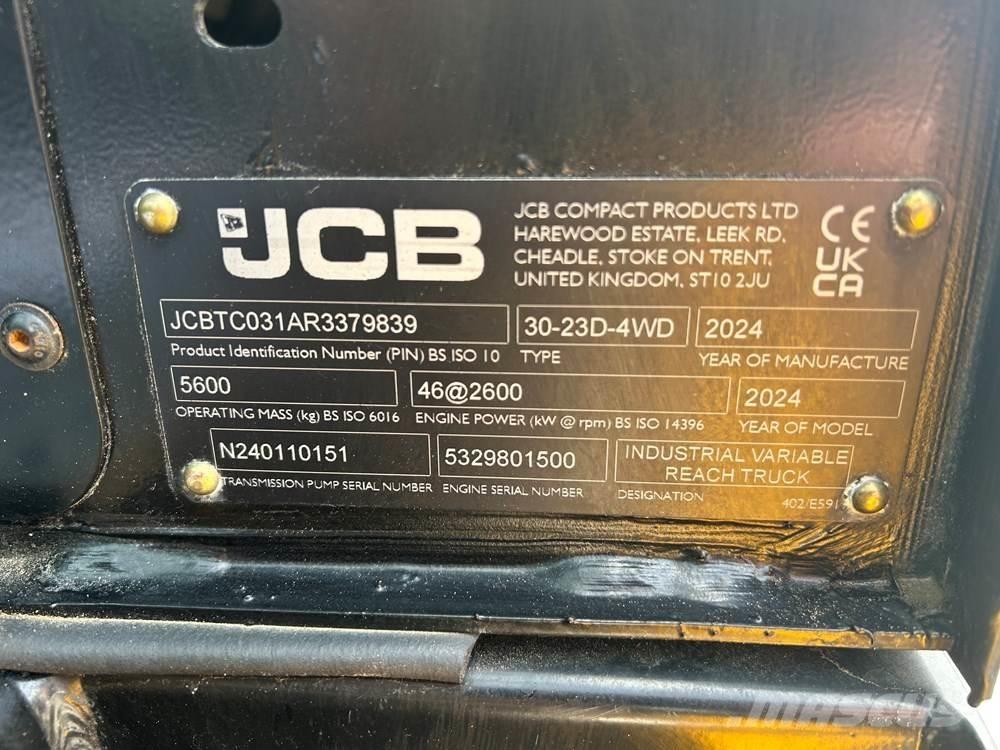 JCB
JCB COMPACT PRODUCTS LTD
HAREWOOD ESTATE, LEEK RD,
CHEADLE, STOKE ON TRENT,
UNITED KINGDOM, ST10 2JU
CE
UK
CA
JCBTC031AR3379839
Product Identification Number (PIN) BS ISO 10
30-23D-4WD
TYPE
2024
YEAR OF MANUFACTURE
5600
OPERATING MASS (kg) BS ISO 6016
46@2600
ENGINE POWER (kW @ rpm) BS ISO 14396
2024
YEAR OF MODEL
N240110151
TRANSMISSION PUMP SERIAL NUMBER
5329801500
ENGINE SERIAL NUMBER
INDUSTRIAL VARIABLE
REACH TRUCK
DESIGNATION
MASCUS